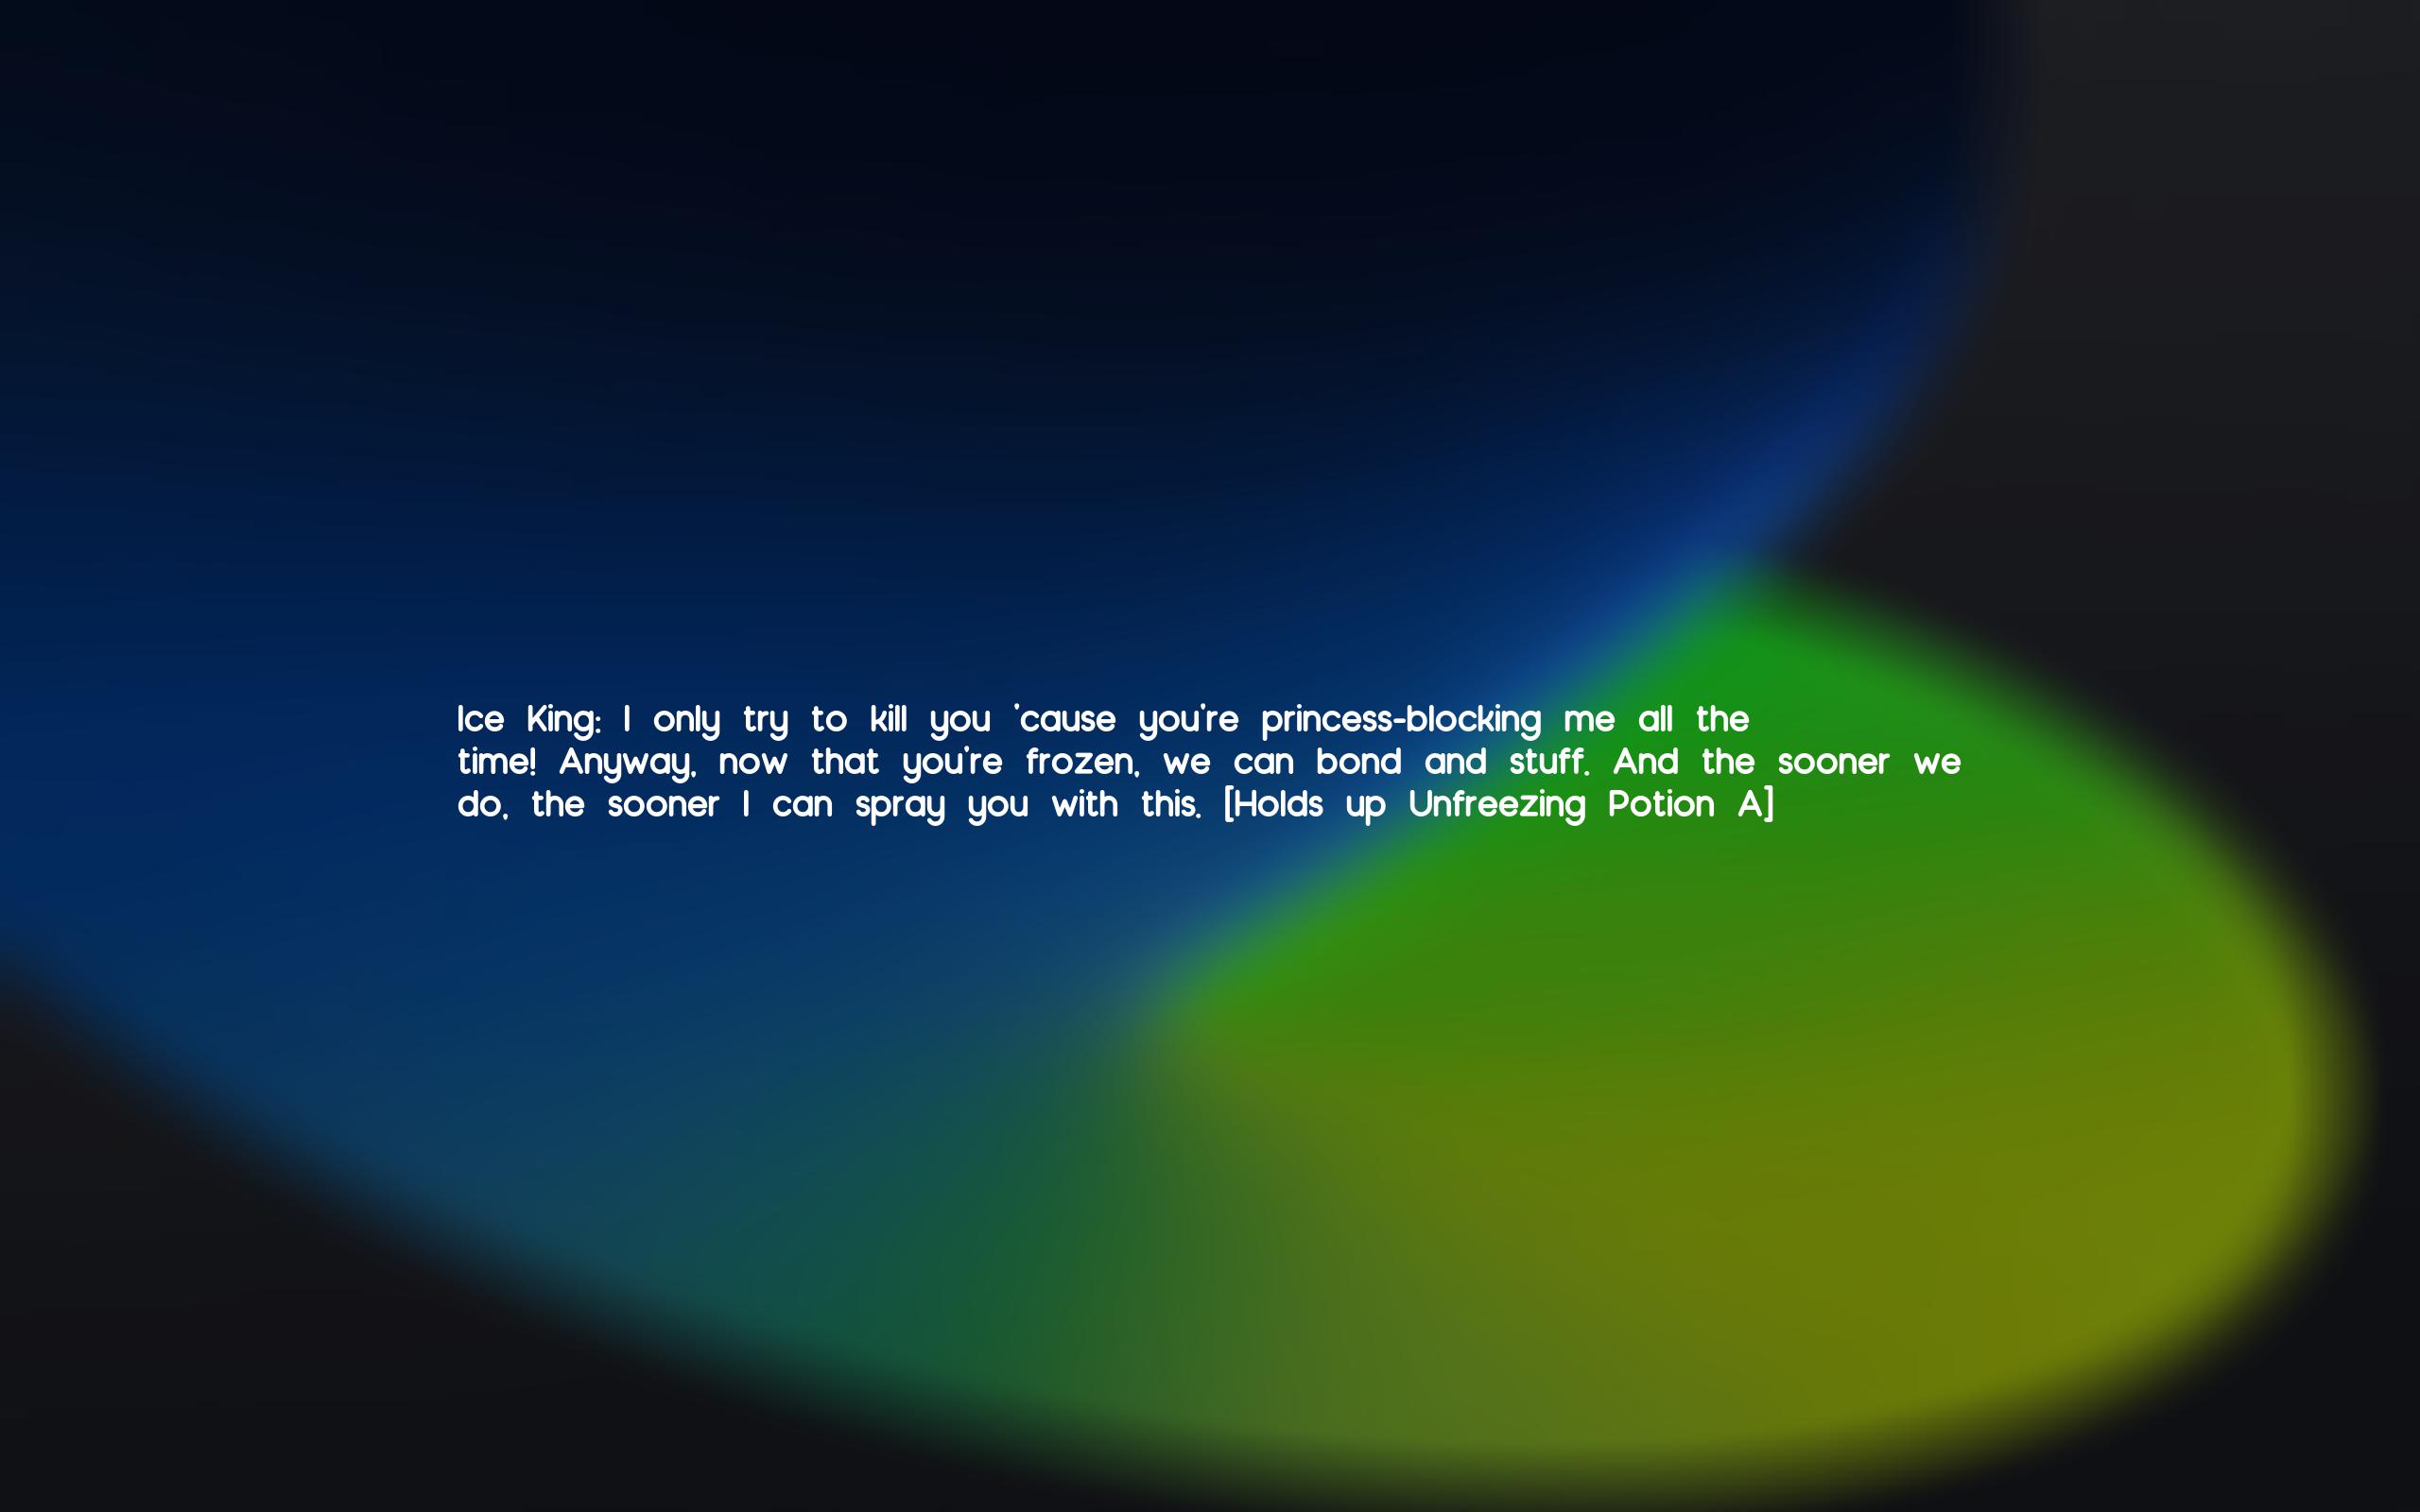 Ice King: I only try to kill you 'cause you're princess-blocking me all the
time! Anyway, now that you're frozen, we can bond and stuff. And the sooner we
do, the sooner I can spray you with this. [Holds up Unfreezing Potion A]